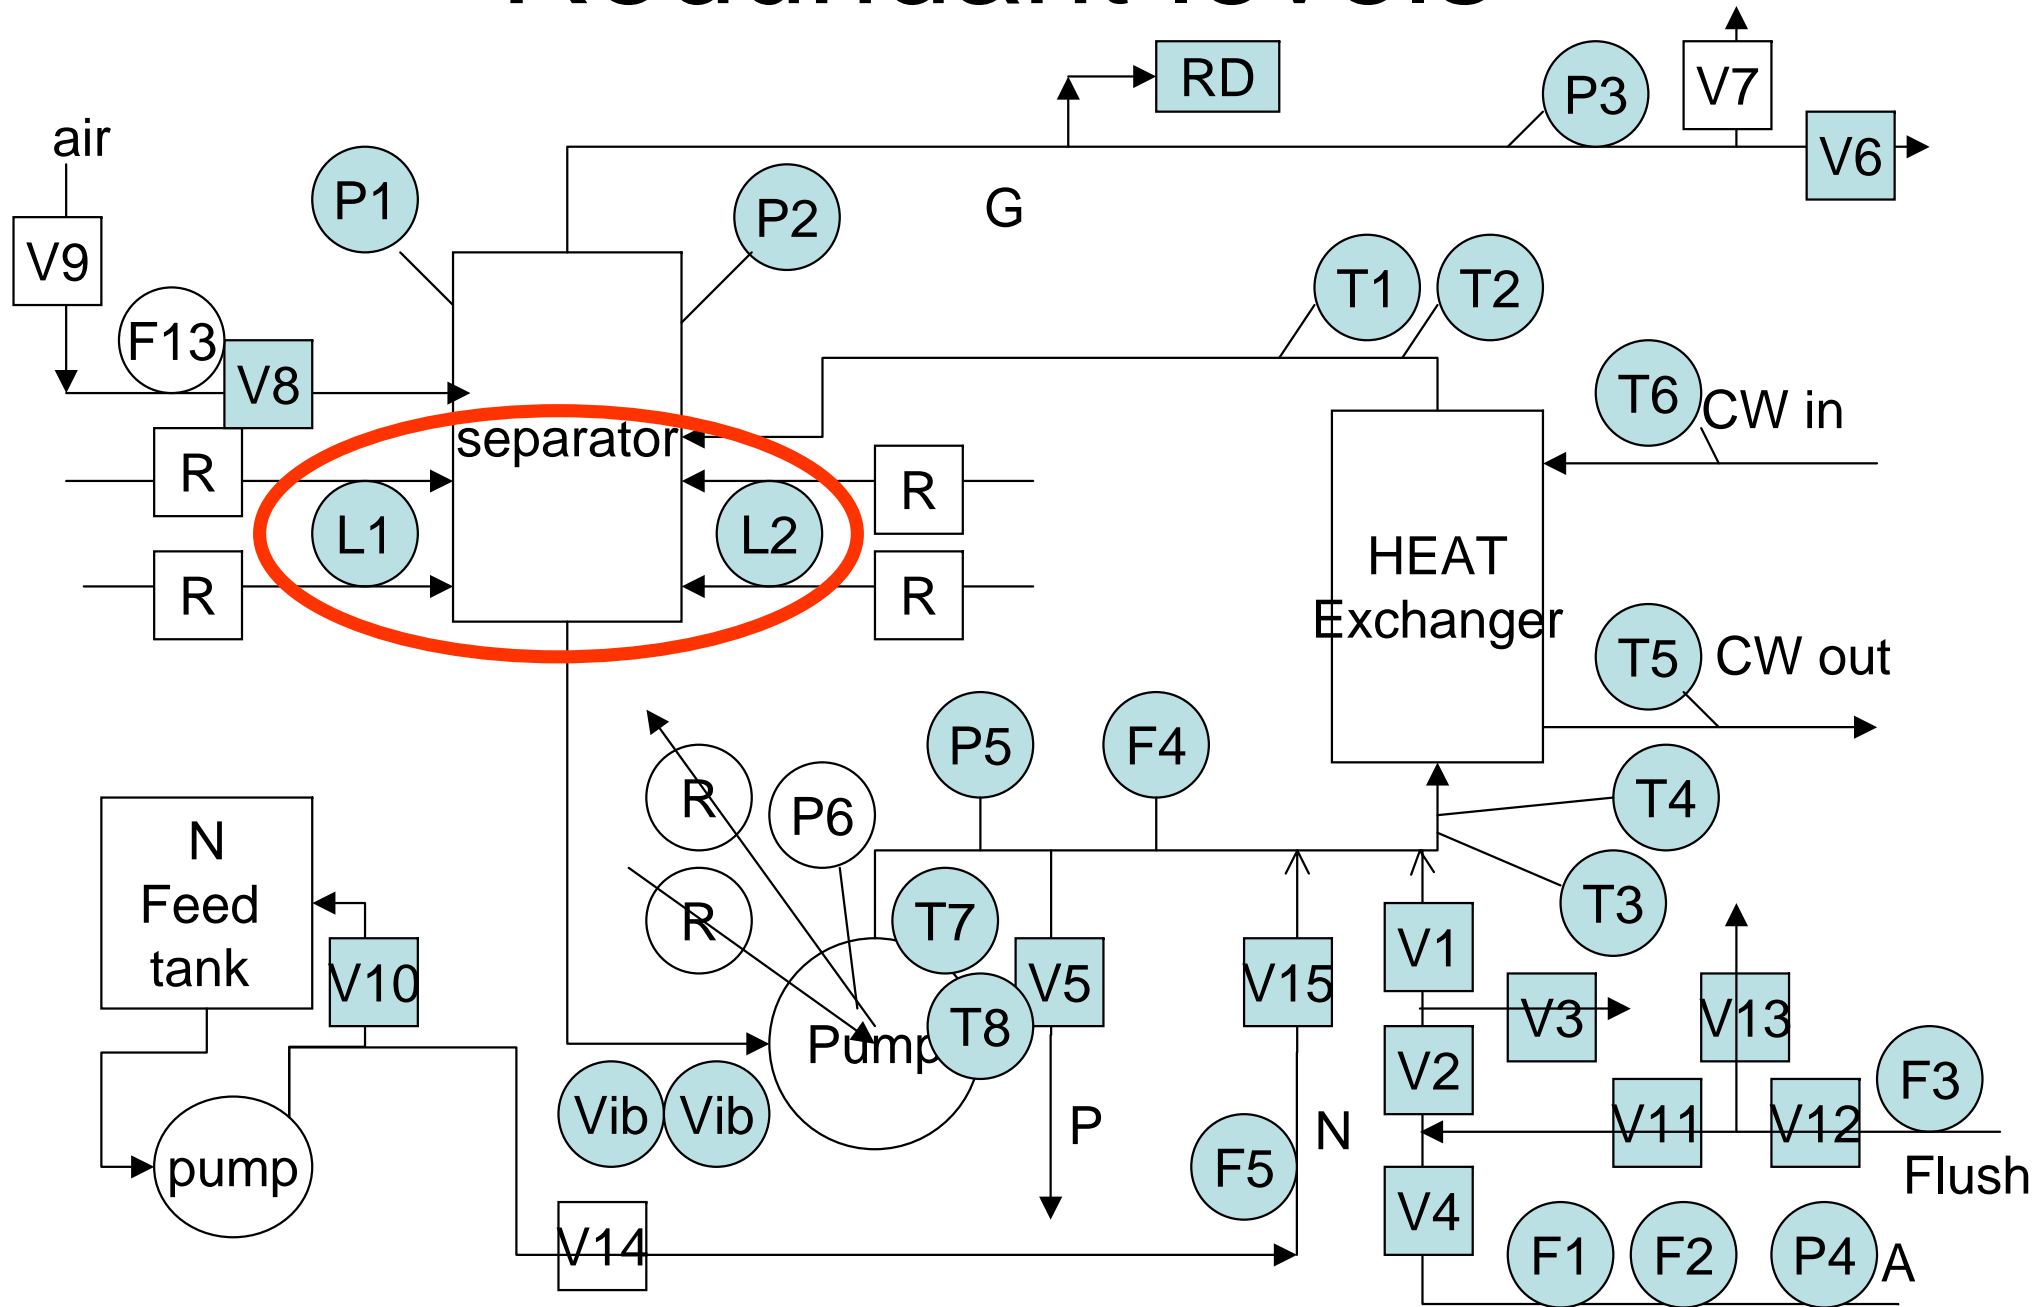 Redundant levels
RD
P3
V7
air
V6
P1
P2
G
V9
T1
T2
F13
V8
T6
CW in
separator
R
R
L1
L2
HEAT
Exchanger
R
R
T5
CW out
P5
F4
R
P6
T4
N
Feed
tank
R
T7
T3
V10
V5
V15
V1
T8
Pump
V3
V13
V2
F3
Vib
Vib
P
N
V11
V12
pump
F5
Flush
V4
V14
F1
F2
P4
A